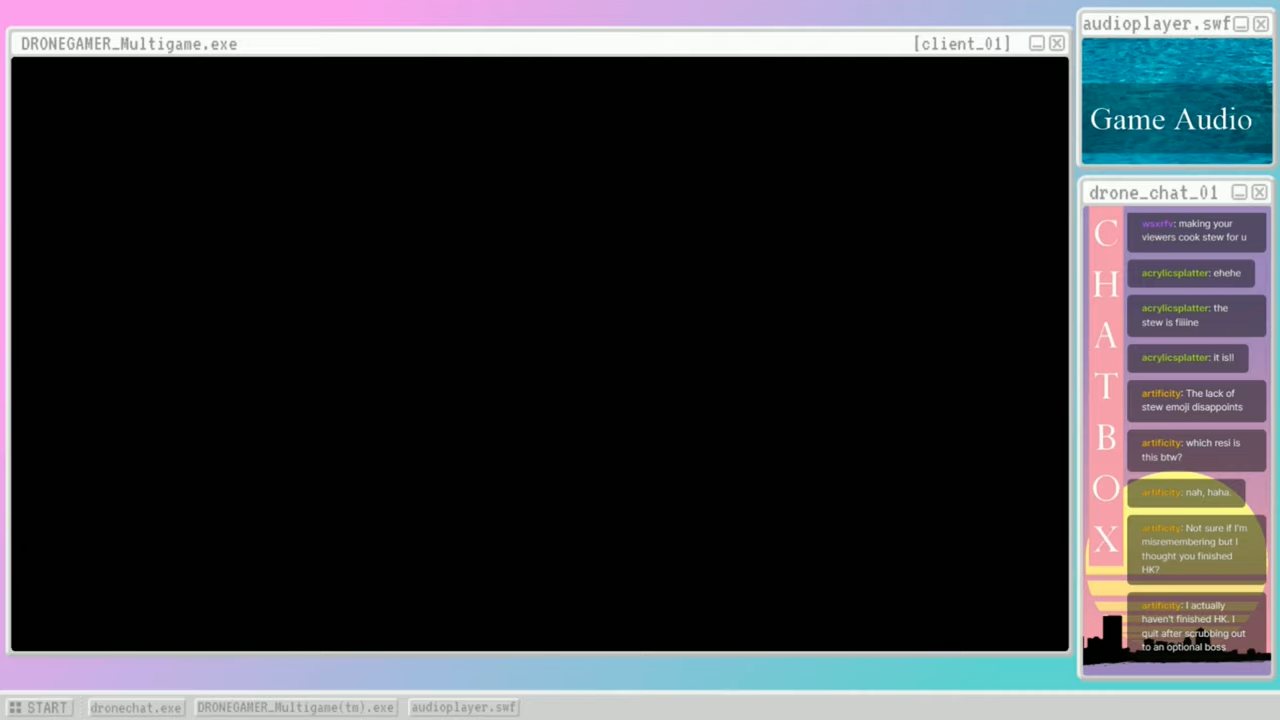 DRONEGAMER_Multigame.exe
[client_01]
audioplayer.swf
Game Audio
drone_chat_01
CHATBOX
wsxrfv: making your
viewers cook stew for u
acrylicsplatter: ehehe
acrylicsplatter: the
stew is fiiiine
acrylicsplatter: it is!!
artificity: The lack of
stew emoji disappoints
artificity: which resi is
this btw?
artificity: nah, haha.
artificity: Not sure if I'm
misremembering but I
thought you finished
HK?
artificity: I actually
haven't finished HK. I
quit after scrubbing out
to an optional boss
START
dronechat.exe
DRONEGAMER_Multigame(tm).exe
audioplayer.swf